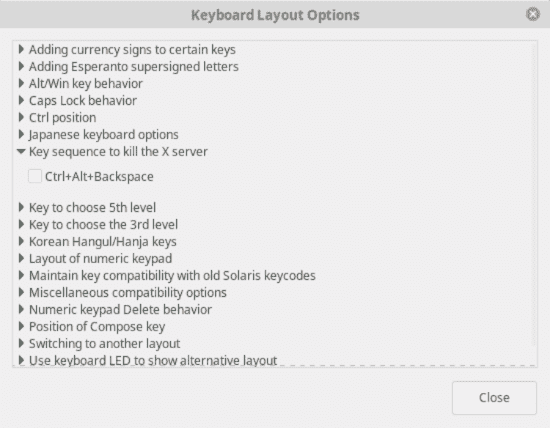 Keyboard Layout Options
Adding currency signs to certain keys
Adding Esperanto supersigned letters
Alt/Win key behavior
Caps Lock behavior
Ctrl position
Japanese keyboard options
Key sequence to kill the X server
Ctrl+Alt+Backspace
Key to choose 5th level
Key to choose the 3rd level
Korean Hangul/Hanja keys
Layout of numeric keypad
Maintain key compatibility with old Solaris keycodes
Miscellaneous compatibility options
Numeric keypad Delete behavior
Position of Compose key
Switching to another layout
Use keyboard LED to show alternative layout
Close